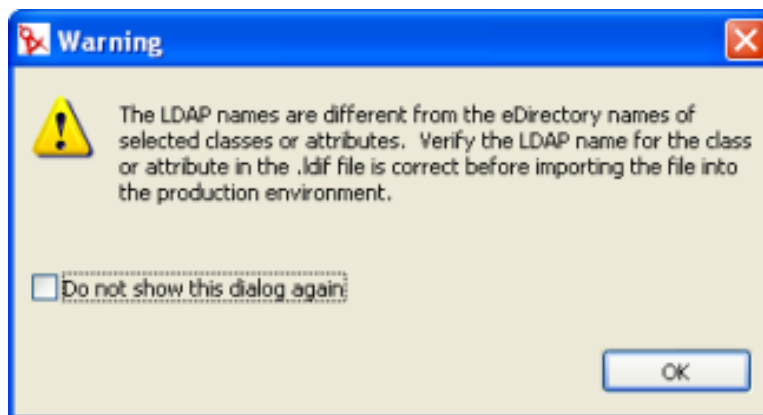 Warning
The LDAP names are different from the eDirectory names of
selected classes or attributes.  Verify the LDAP name for the class
or attribute in the .ldif file is correct before importing the file into
the production environment.
Do not show this dialog again
OK